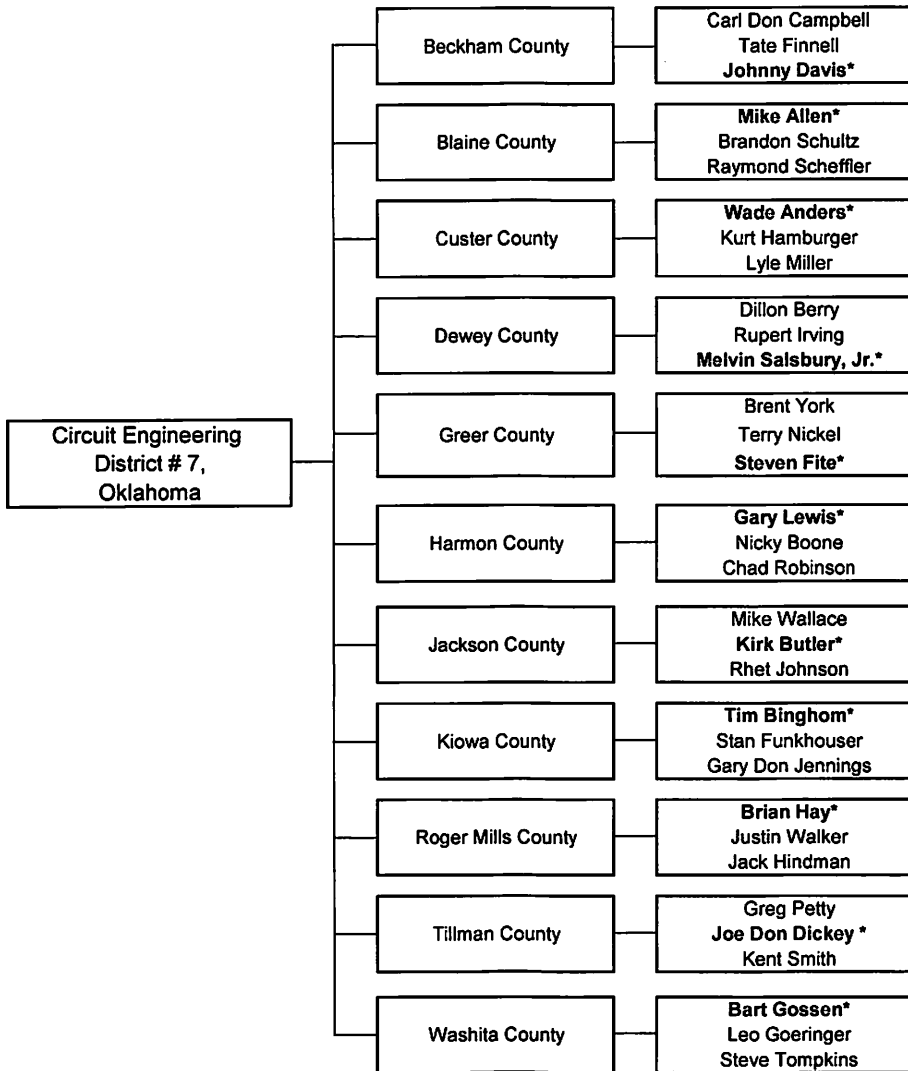 Circuit Engineering
District # 7,
Oklahoma
Beckham County
Carl Don Campbell
Tate Finnell
Johnny Davis*
Blaine County
Mike Allen*
Brandon Schultz
Raymond Scheffler
Custer County
Wade Anders*
Kurt Hamburger
Lyle Miller
Dewey County
Dillon Berry
Rupert Irving
Melvin Salsbury, Jr.*
Greer County
Brent York
Terry Nickel
Steven Fite*
Harmon County
Gary Lewis*
Nicky Boone
Chad Robinson
Jackson County
Mike Wallace
Kirk Butler*
Rhet Johnson
Kiowa County
Tim Binghom*
Stan Funkhouser
Gary Don Jennings
Roger Mills County
Brian Hay*
Justin Walker
Jack Hindman
Tillman County
Greg Petty
Joe Don Dickey *
Kent Smith
Washita County
Bart Gossen*
Leo Goeringer
Steve Tompkins